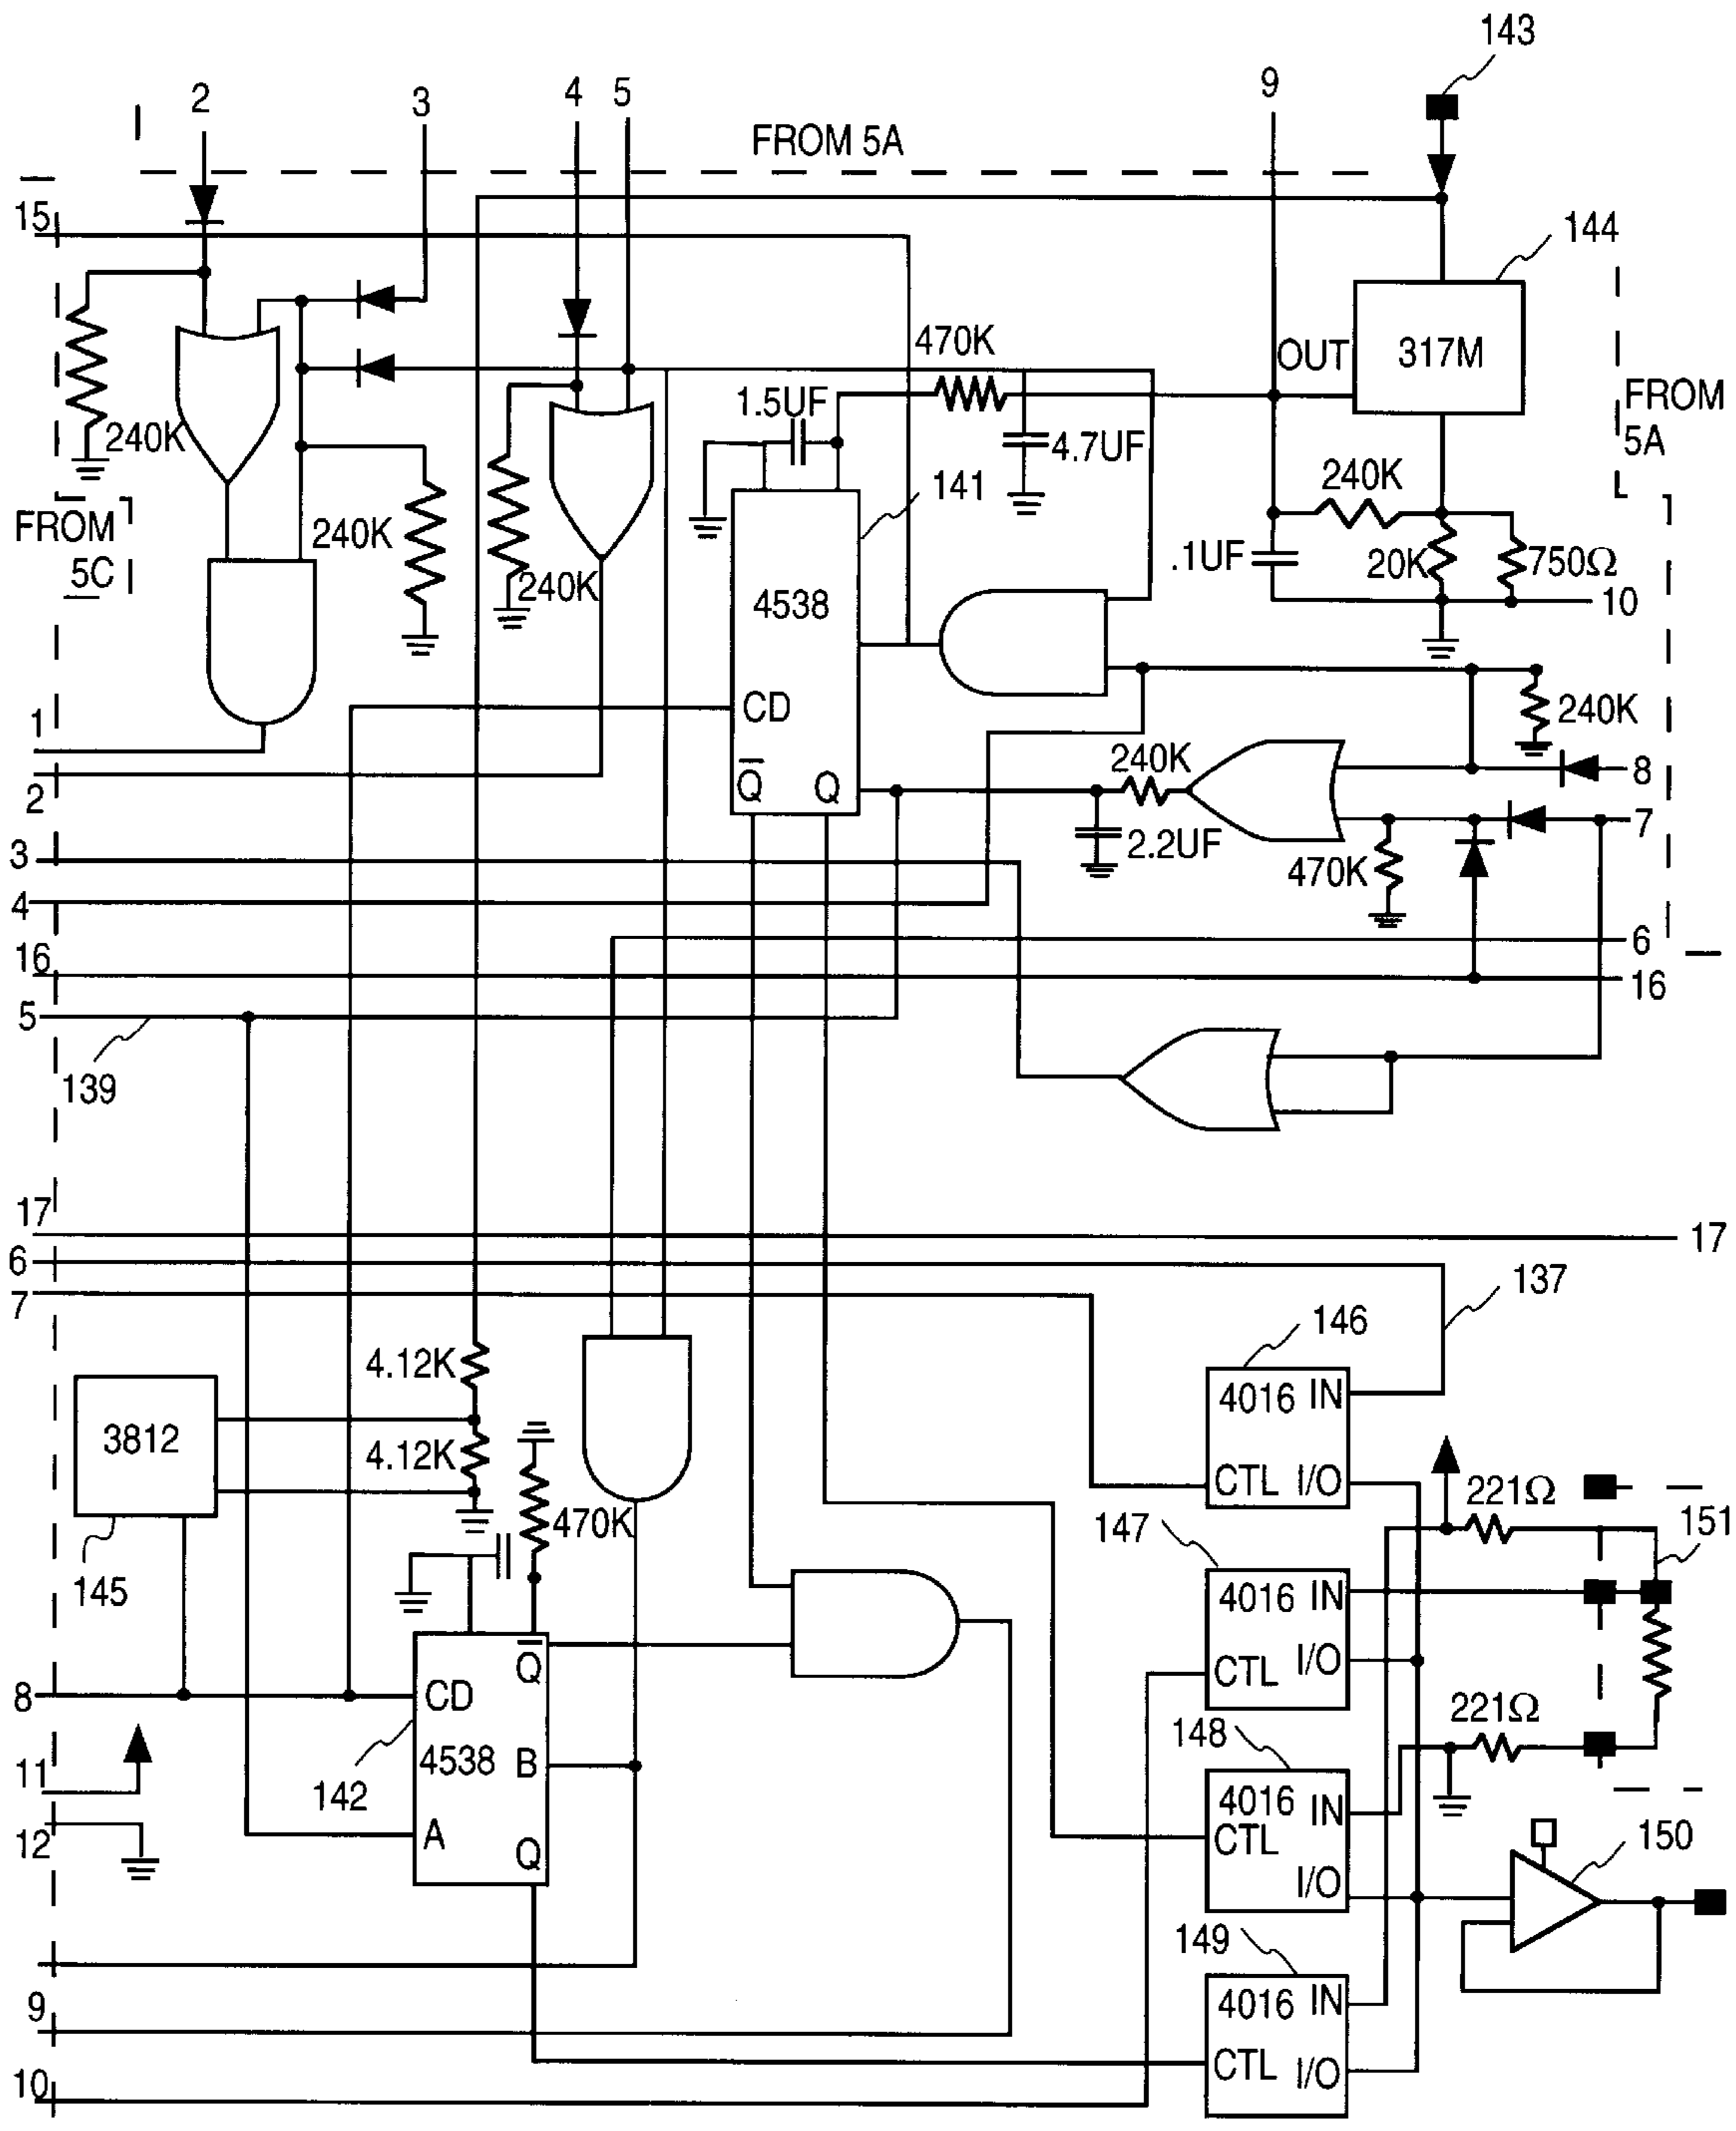 143
2
3
4
5
9
FROM 5A
15
144
470K
OUT
317M
1.5UF
FROM
5A
240K
4.7UF
240K
141
FROM
5C
240K
.1UF
20K
750Ω
240K
4538
10
CD
240K
1
240K
8
Q
Q
2
7
2.2UF
3
470K
4
6
16
16
5
139
17
17
6
137
7
146
4.12K
4016
IN
3812
4.12K
CTL
I/O
221Ω
470K
147
151
145
4016
IN
Q
CTL
I/O
8
CD
221Ω
148
4538
B
11
142
4016
IN
CTL
150
12
A
Q
I/O
149
9
4016
IN
CTL
I/O
10